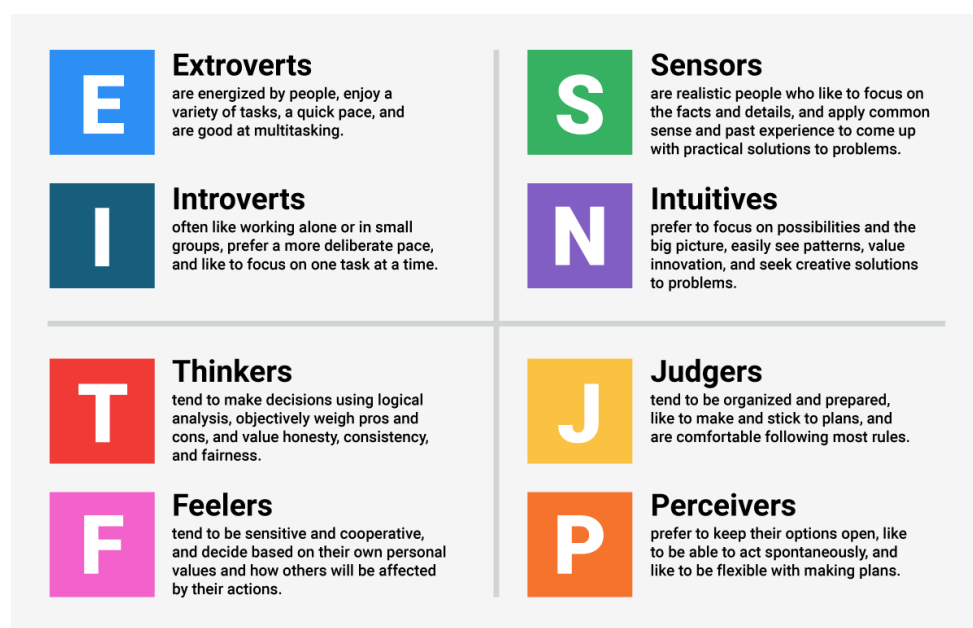 E
Extroverts
are energized by people, enjoy a
variety of tasks, a quick pace, and
are good at multitasking.
I
Introverts
often like working alone or in small
groups, prefer a more deliberate pace,
and like to focus on one task at a time.
S
Sensors
are realistic people who like to focus on
the facts and details, and apply common
sense and past experience to come up
with practical solutions to problems.
N
Intuitives
prefer to focus on possibilities and the
big picture, easily see patterns, value
innovation, and seek creative solutions
to problems.
T
Thinkers
tend to make decisions using logical
analysis, objectively weigh pros and
cons, and value honesty, consistency,
and fairness.
F
Feelers
tend to be sensitive and cooperative,
and decide based on their own personal
values and how others will be affected
by their actions.
J
Judgers
tend to be organized and prepared,
like to make and stick to plans, and
are comfortable following most rules.
P
Perceivers
prefer to keep their options open, like
to be able to act spontaneously, and
like to be flexible with making plans.